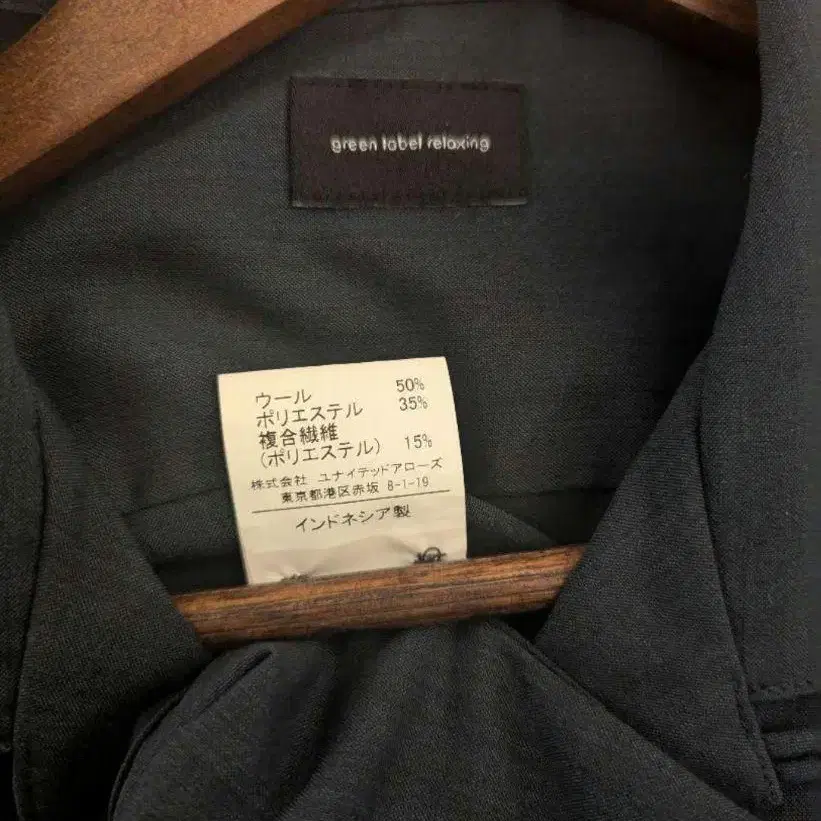 green label relaxing
ウール 50%
ポリエステル 35%
複合繊維
(ポリエステル) 15%
株式会社 ユナイテッドアローズ
東京都港区赤坂 8-1-19
インドネシア製